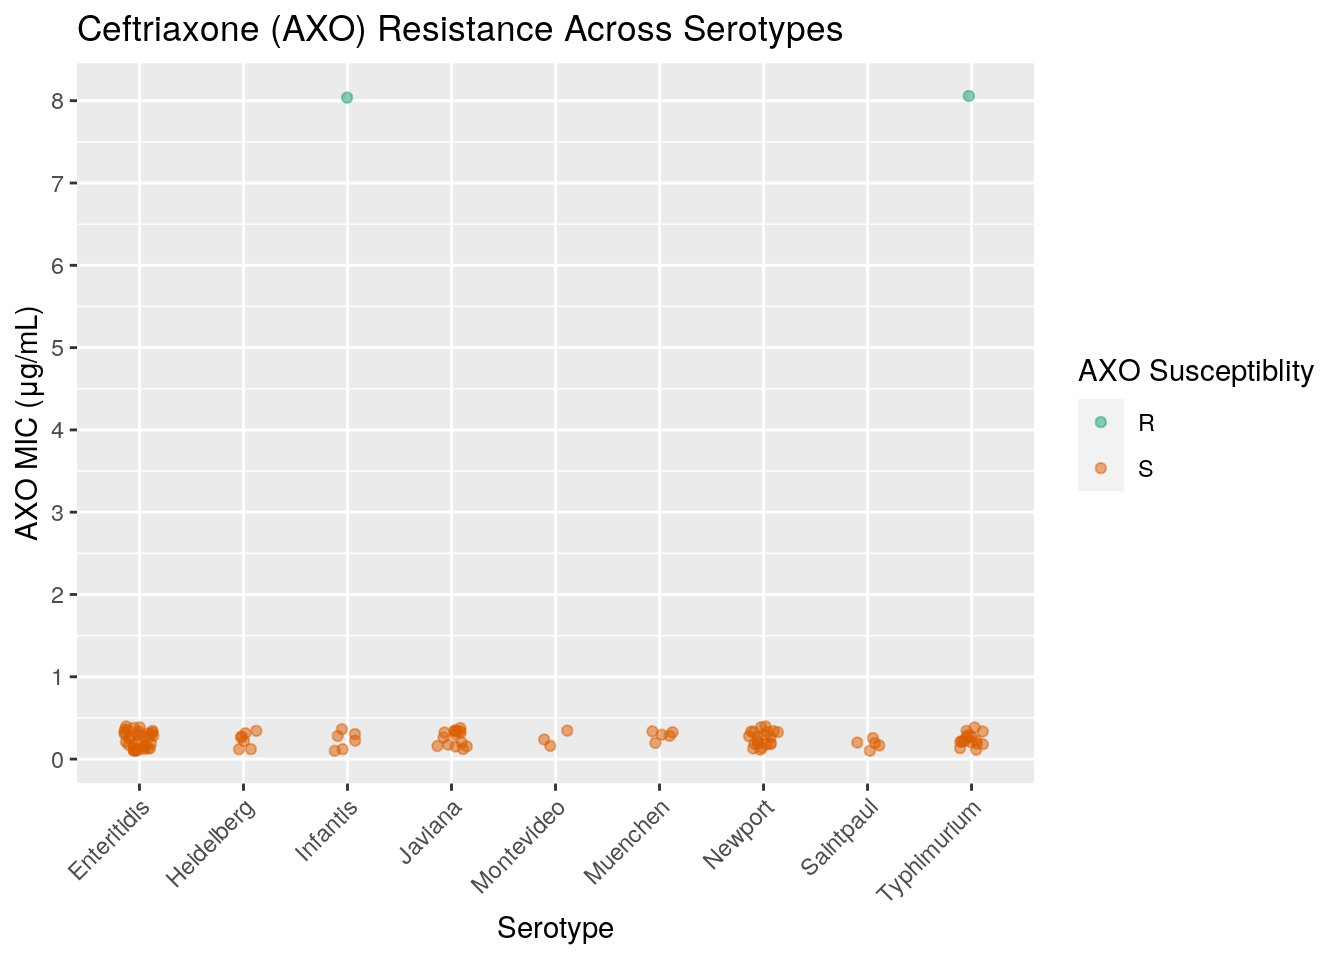 Ceftriaxone (AXO) Resistance Across Serotypes
8
7
6
5
4
3
2
1
0
AXO MIC (µg/mL)
Enteritidis
Heidelberg
Infantis
Javiana
Montevideo
Muenchen
Newport
Saintpaul
Typhimurium
Serotype
AXO Susceptiblity
R
S